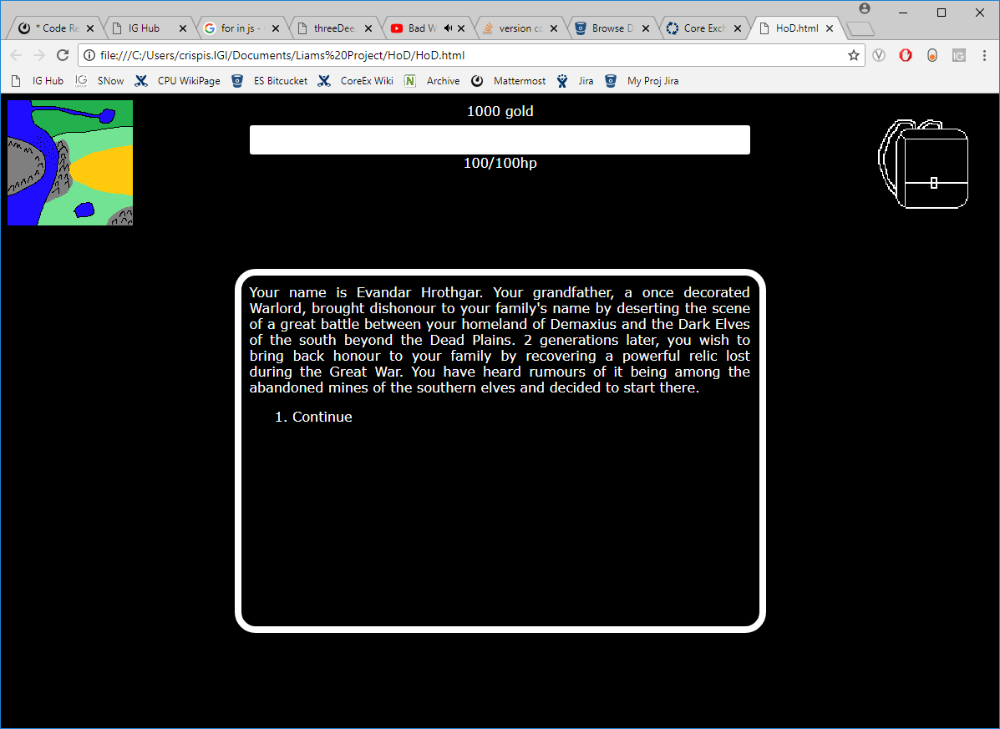 * Code Re
IG Hub
for in js -
threeDee.
Bad W
version co
Browse D
Core Exch
HoD.html
file:///C:/Users/crispis.IGI/Documents/Liams%20Project/HoD/HoD.html
IG Hub
SNow
CPU WikiPage
ES Bitcucket
CoreEx Wiki
Archive
Mattermost
Jira
My Proj Jira
1000 gold
100/100hp
Your name is Evandar Hrothgar. Your grandfather, a once decorated
Warlord, brought dishonour to your family's name by deserting the scene
of a great battle between your homeland of Demaxius and the Dark Elves
of the south beyond the Dead Plains. 2 generations later, you wish to
bring back honour to your family by recovering a powerful relic lost
during the Great War. You have heard rumours of it being among the
abandoned mines of the southern elves and decided to start there.
1. Continue